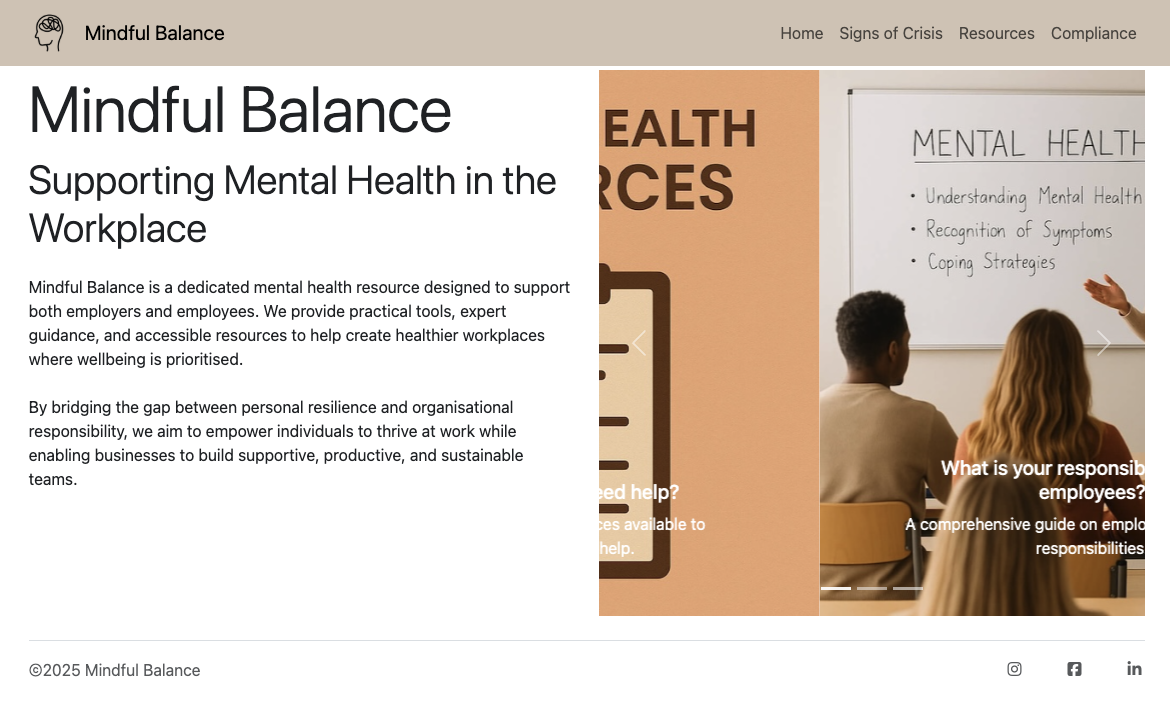 Mindful Balance
Home Signs of Crisis Resources Compliance
Mindful Balance
Supporting Mental Health in the
Workplace
Mindful Balance is a dedicated mental health resource designed to support
both employers and employees. We provide practical tools, expert
guidance, and accessible resources to help create healthier workplaces
where wellbeing is prioritised.
By bridging the gap between personal resilience and organisational
responsibility, we aim to empower individuals to thrive at work while
enabling businesses to build supportive, productive, and sustainable
teams.
EALTH
RCES
eed help?
ces available to
help.
MENTAL HEALTH
• Understanding Mental Health
• Recognition of Symptoms
• Coping Strategies
What is your responsib
employees?
A comprehensive guide on emplo
responsibilities
©2025 Mindful Balance